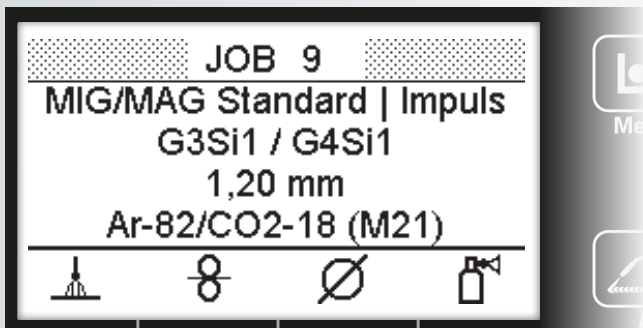 JOB 9
MIG/MAG Standard | Impuls
G3Si1 / G4Si1
1,20 mm
Ar-82/CO2-18 (M21)